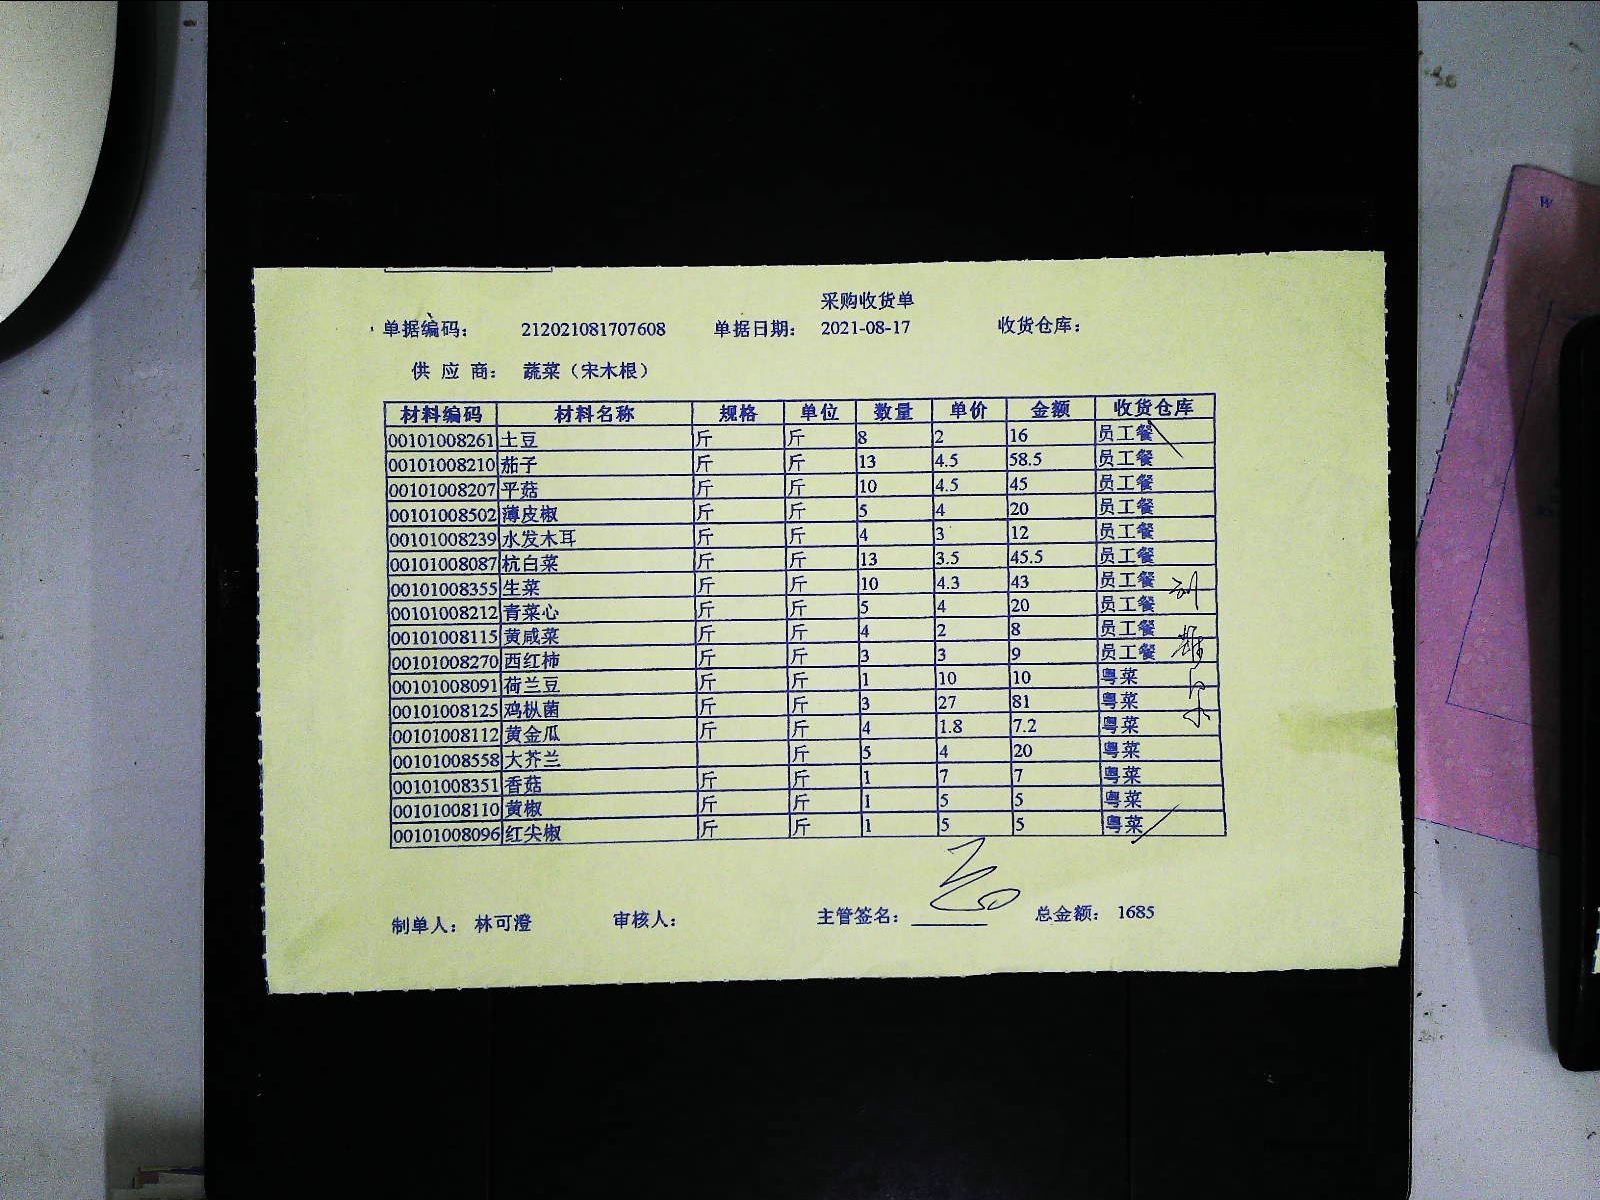 采购收货单
单据编码： 212021081707608 单据日期： 2021-08-17 收货仓库：
供 应 商： 蔬菜（宋木根）
材料编码 材料名称 规格 单位 数量 单价 金额 收货仓库
00101008261 土豆 斤 斤 8 2 16 员工餐
00101008210 茄子 斤 斤 13 4.5 58.5 员工餐
00101008207 平菇 斤 斤 10 4.5 45 员工餐
00101008502 薄皮椒 斤 斤 5 4 20 员工餐
00101008239 水发木耳 斤 斤 4 3 12 员工餐
00101008087 杭白菜 斤 斤 13 3.5 45.5 员工餐
00101008355 生菜 斤 斤 10 4.3 43 员工餐
00101008212 青菜心 斤 斤 5 4 20 员工餐
00101008115 黄咸菜 斤 斤 4 2 8 员工餐
00101008270 西红柿 斤 斤 3 3 9 员工餐
00101008091 荷兰豆 斤 斤 1 10 10 粤菜
00101008125 鸡枞菌 斤 斤 3 27 81 粤菜
00101008112 黄金瓜 斤 斤 4 1.8 7.2 粤菜
00101008558 大芥兰 斤 5 4 20 粤菜
00101008351 香菇 斤 斤 1 7 7 粤菜
00101008110 黄椒 斤 斤 1 5 5 粤菜
00101008096 红尖椒 斤 斤 1 5 5 粤菜
制单人： 林可澄 审核人： 主管签名： 总金额： 1685
W